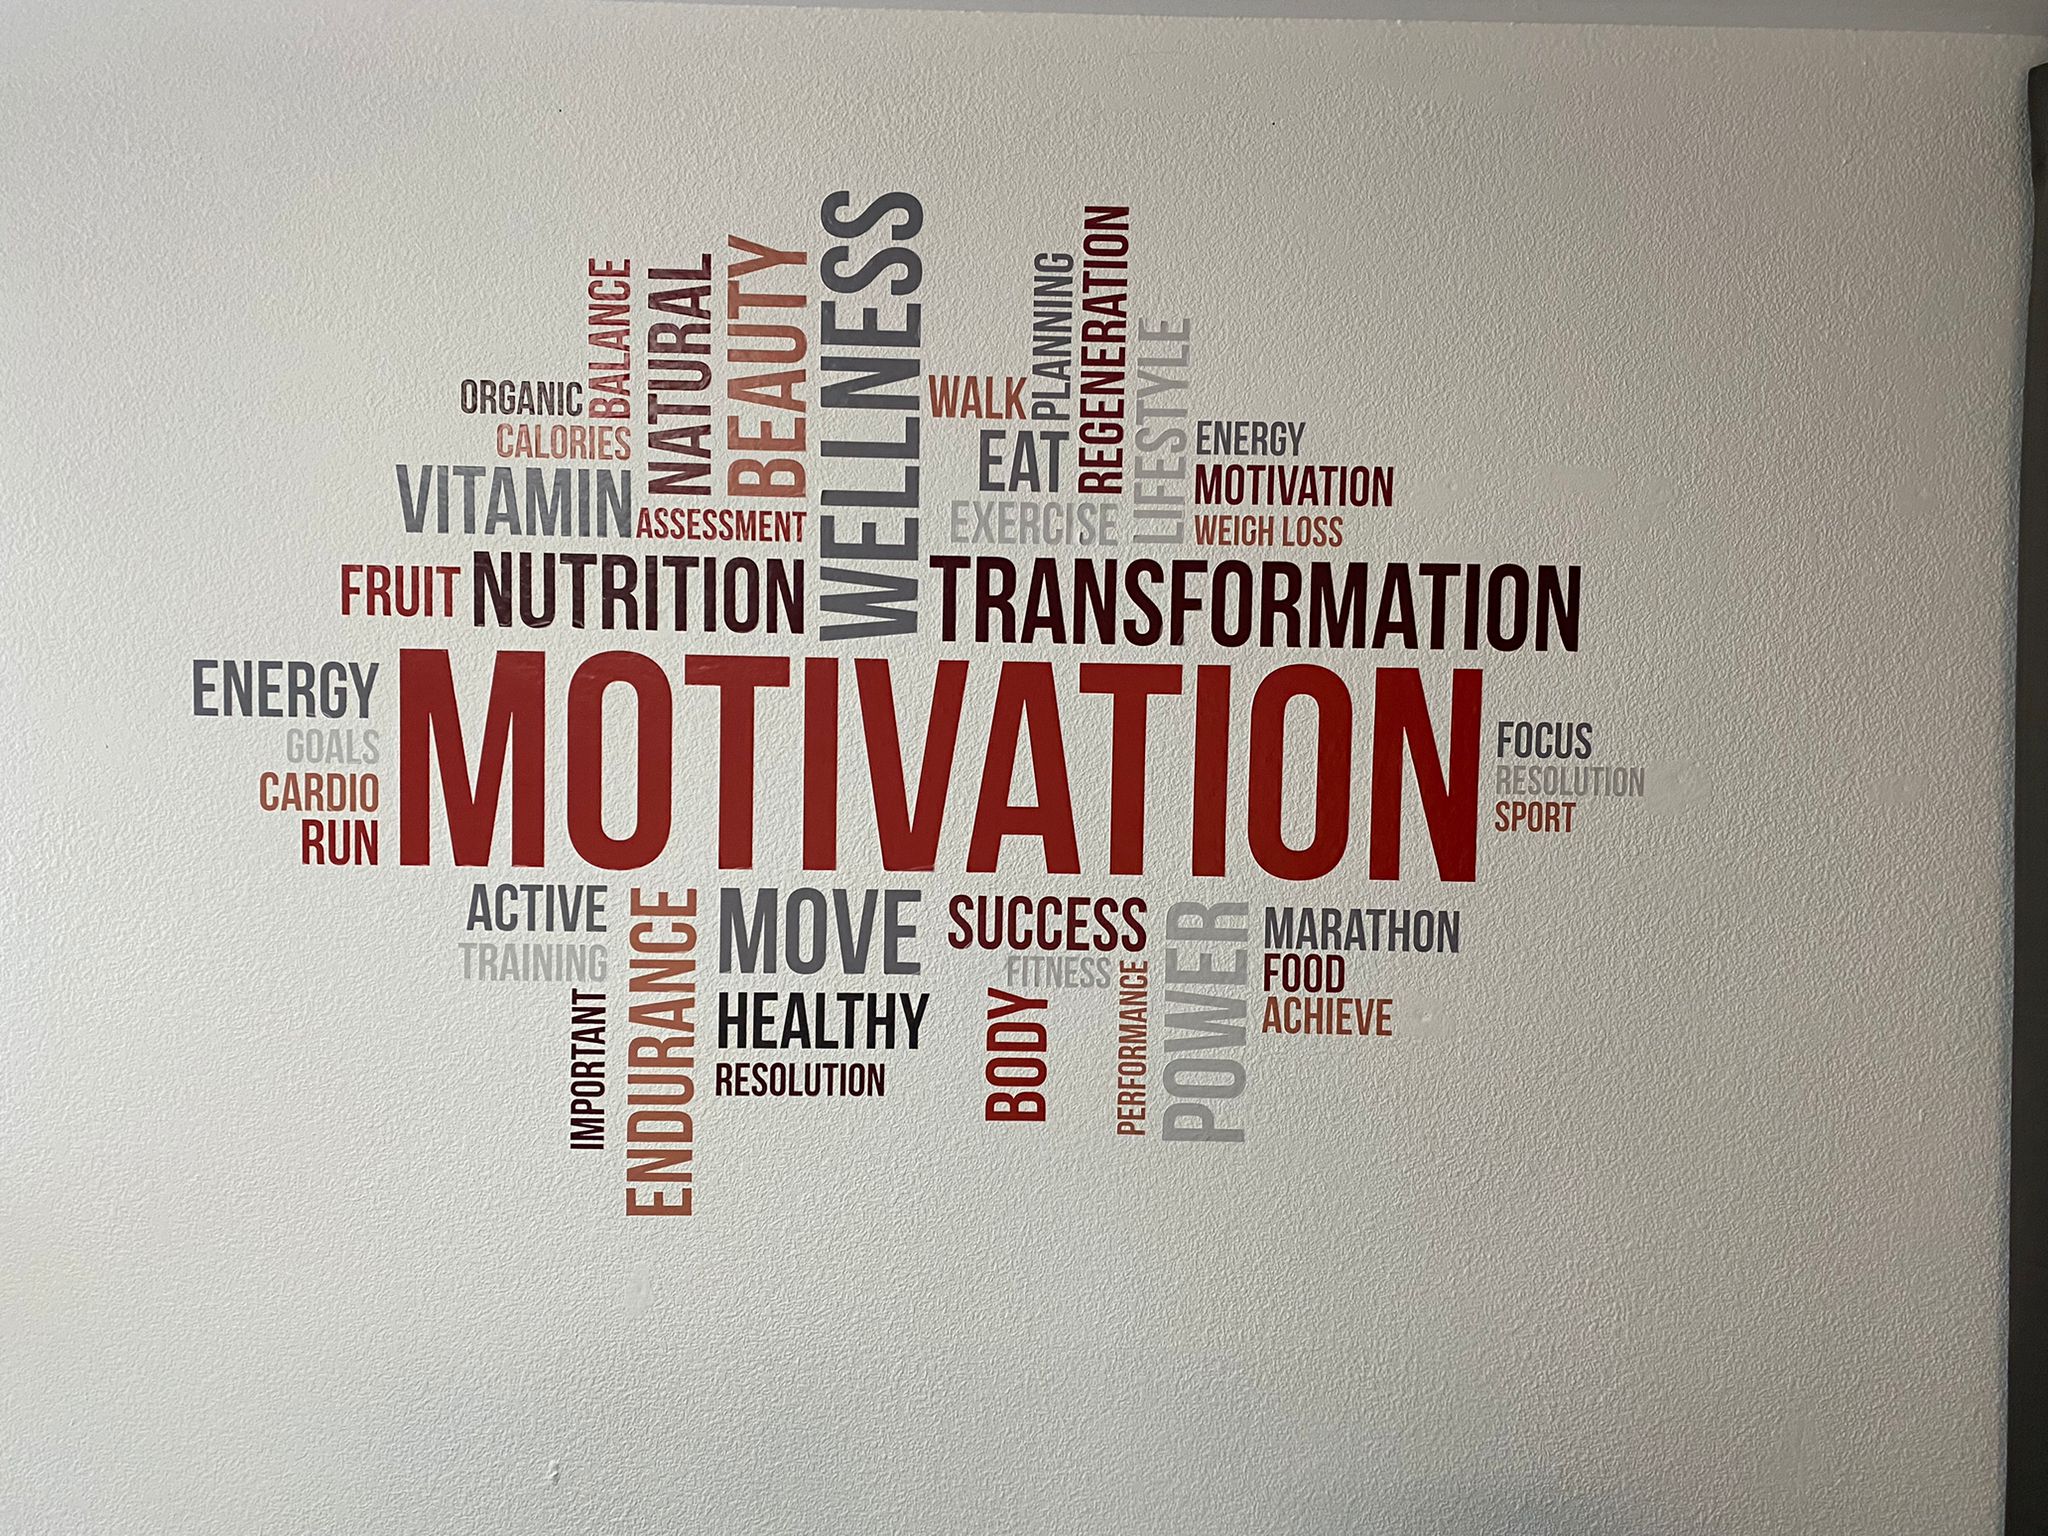 WELLNESS
REGENERATION
BEAUTY
PLANNING
NATURAL
BALANCE
LIFESTYLE
WALK
ORGANIC
CALORIES
EAT
ENERGY
VITAMIN
MOTIVATION
EXERCISE
ASSESSMENT
WEIGH LOSS
FRUIT
NUTRITION
TRANSFORMATION
MOTIVATION
ENERGY
GOALS
CARDIO
RUN
FOCUS
RESOLUTION
SPORT
ACTIVE
TRAINING
IMPORTANT
ENDURANCE
MOVE
HEALTHY
RESOLUTION
SUCCESS
FITNESS
BODY
PERFORMANCE
POWER
MARATHON
FOOD
ACHIEVE